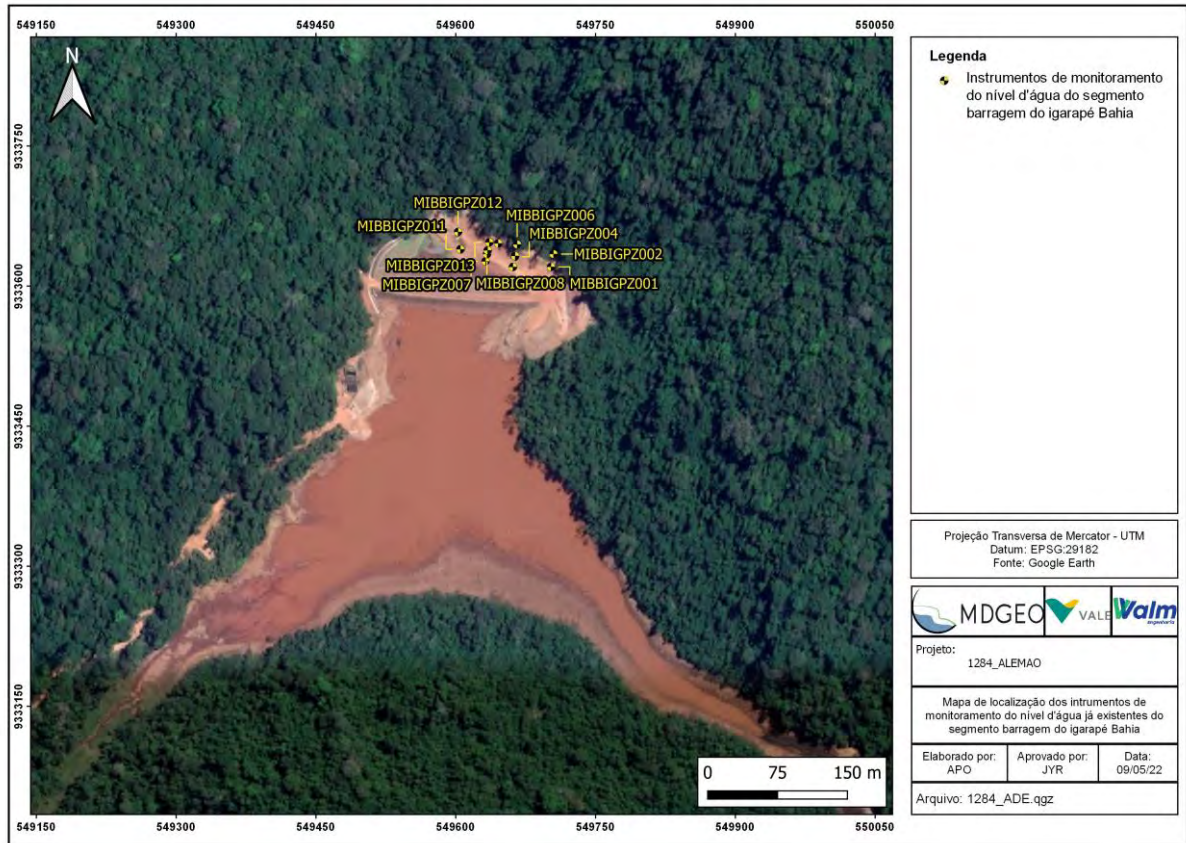 549150 549300 549450 549600 549750 549900 550050
N
9333750
9333600
9333450
9333300
9333150
MIBBIGPZ012
MIBBIGPZ006
MIBBIGPZ011
MIBBIGPZ004
MIBBIGPZ002
MIBBIGPZ013
MIBBIGPZ007
MIBBIGPZ008
MIBBIGPZ001
0 75 150 m
549150 549300 549450 549600 549750 549900 550050
Legenda
Instrumentos de monitoramento
do nível d'água do segmento
barragem do igarapé Bahia
Projeção Transversa de Mercator - UTM
Datum: EPSG:29182
Fonte: Google Earth
MDGEO
VALE
Walm
engenharia
Projeto:
1284_ALEMAO
Mapa de localização dos intrumentos de
monitoramento do nível d'água já existentes do
segmento barragem do igarapé Bahia
Elaborado por:
APO
Aprovado por:
JYR
Data:
09/05/22
Arquivo: 1284_ADE.qgz